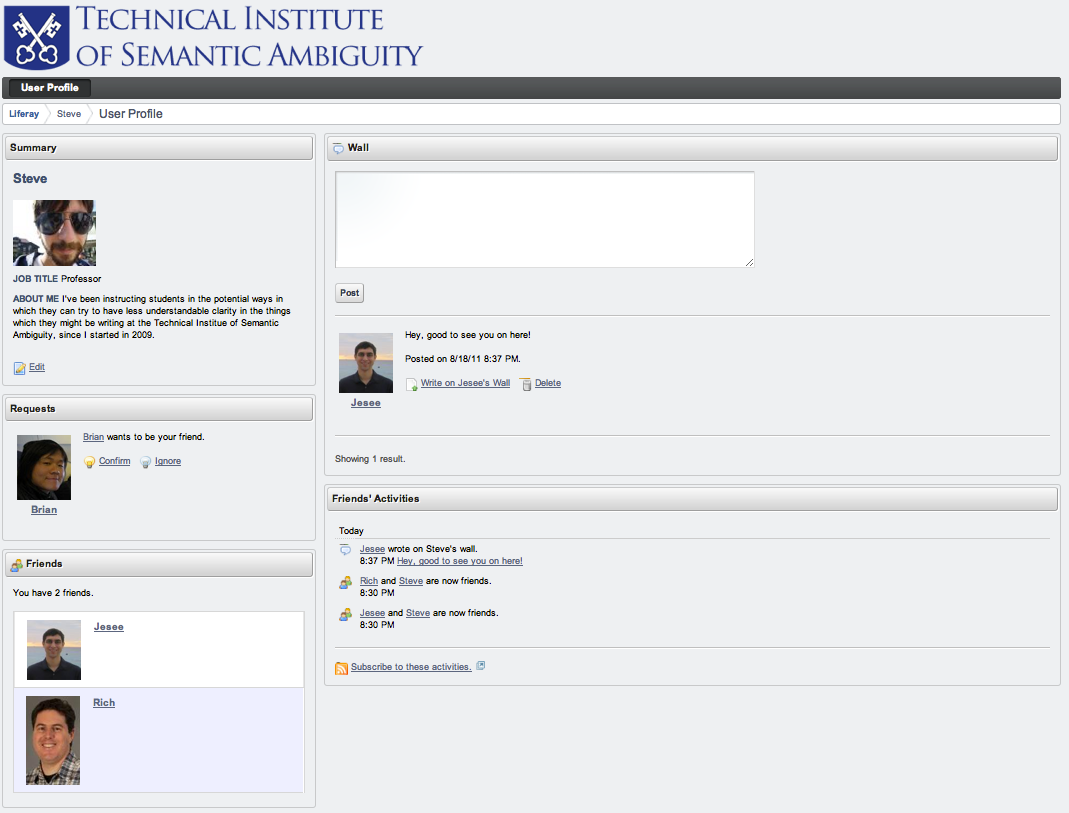 TECHNICAL INSTITUTE
OF SEMANTIC AMBIGUITY
User Profile
Liferay
Steve
User Profile
Summary
Steve
JOB TITLE Professor
ABOUT ME I've been instructing students in the potential ways in
which they can try to have less understandable clarity in the things
which they might be writing at the Technical Institue of Semantic
Ambiguity, since I started in 2009.
Edit
Requests
Brian wants to be your friend.
Confirm Ignore
Brian
Friends
You have 2 friends.
Jesee
Rich
Wall
Post
Hey, good to see you on here!
Posted on 8/18/11 8:37 PM.
Write on Jesee's Wall Delete
Jesee
Showing 1 result.
Friends' Activities
Today
Jesee wrote on Steve's wall.
8:37 PM Hey, good to see you on here!
Rich and Steve are now friends.
8:30 PM
Jesee and Steve are now friends.
8:30 PM
Subscribe to these activities.